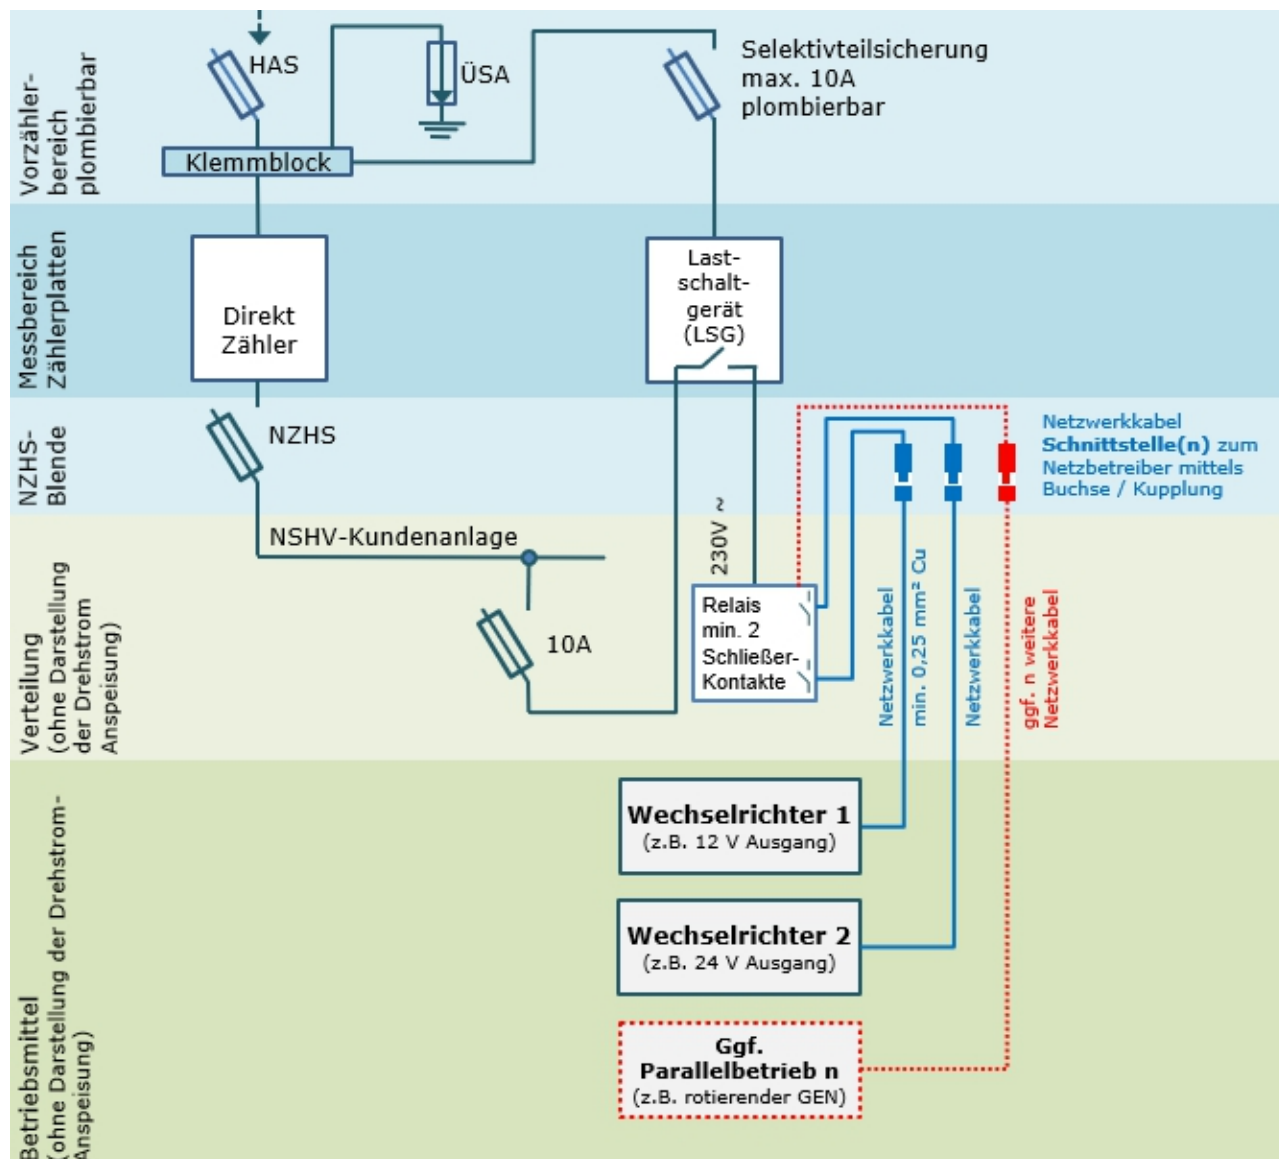 Vorzähler-
bereich
plombierbar
HAS
ÜSA
Selektivteilsicherung
max. 10A
plombierbar
Klemmblock
Messbereich
Zählerplatten
Direkt
Zähler
Last-
schalt-
gerät
(LSG)
NZHS-
Blende
NZHS
Netzwerkkabel
Schnittstelle(n) zum
Netzbetreiber mittels
Buchse / Kupplung
Verteilung
(ohne Darstellung
der Drehstrom
Anspeisung)
NSHV-Kundenanlage
10A
230V ~
Relais
min. 2
Schließer-
Kontakte
Netzwerkkabel
min. 0,25 mm² Cu
Netzwerkkabel
ggf. n weitere
Netzwerkkabel
Betriebsmittel
(ohne Darstellung der Drehstrom-
Anspeisung)
Wechselrichter 1
(z.B. 12 V Ausgang)
Wechselrichter 2
(z.B. 24 V Ausgang)
Ggf.
Parallelbetrieb n
(z.B. rotierender GEN)